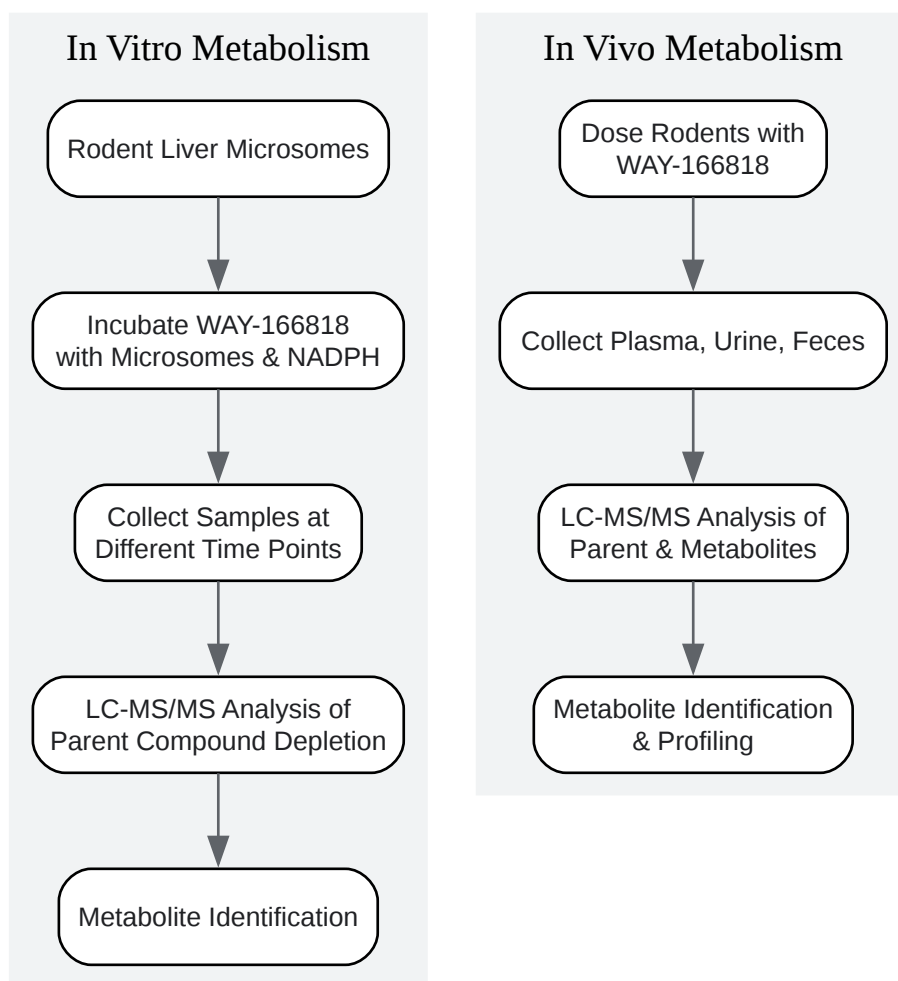 In Vitro Metabolism
Rodent Liver Microsomes
Incubate WAY-166818
with Microsomes & NADPH
Collect Samples at
Different Time Points
LC-MS/MS Analysis of
Parent Compound Depletion
Metabolite Identification
In Vivo Metabolism
Dose Rodents with
WAY-166818
Collect Plasma, Urine, Feces
LC-MS/MS Analysis of
Parent & Metabolites
Metabolite Identification
& Profiling